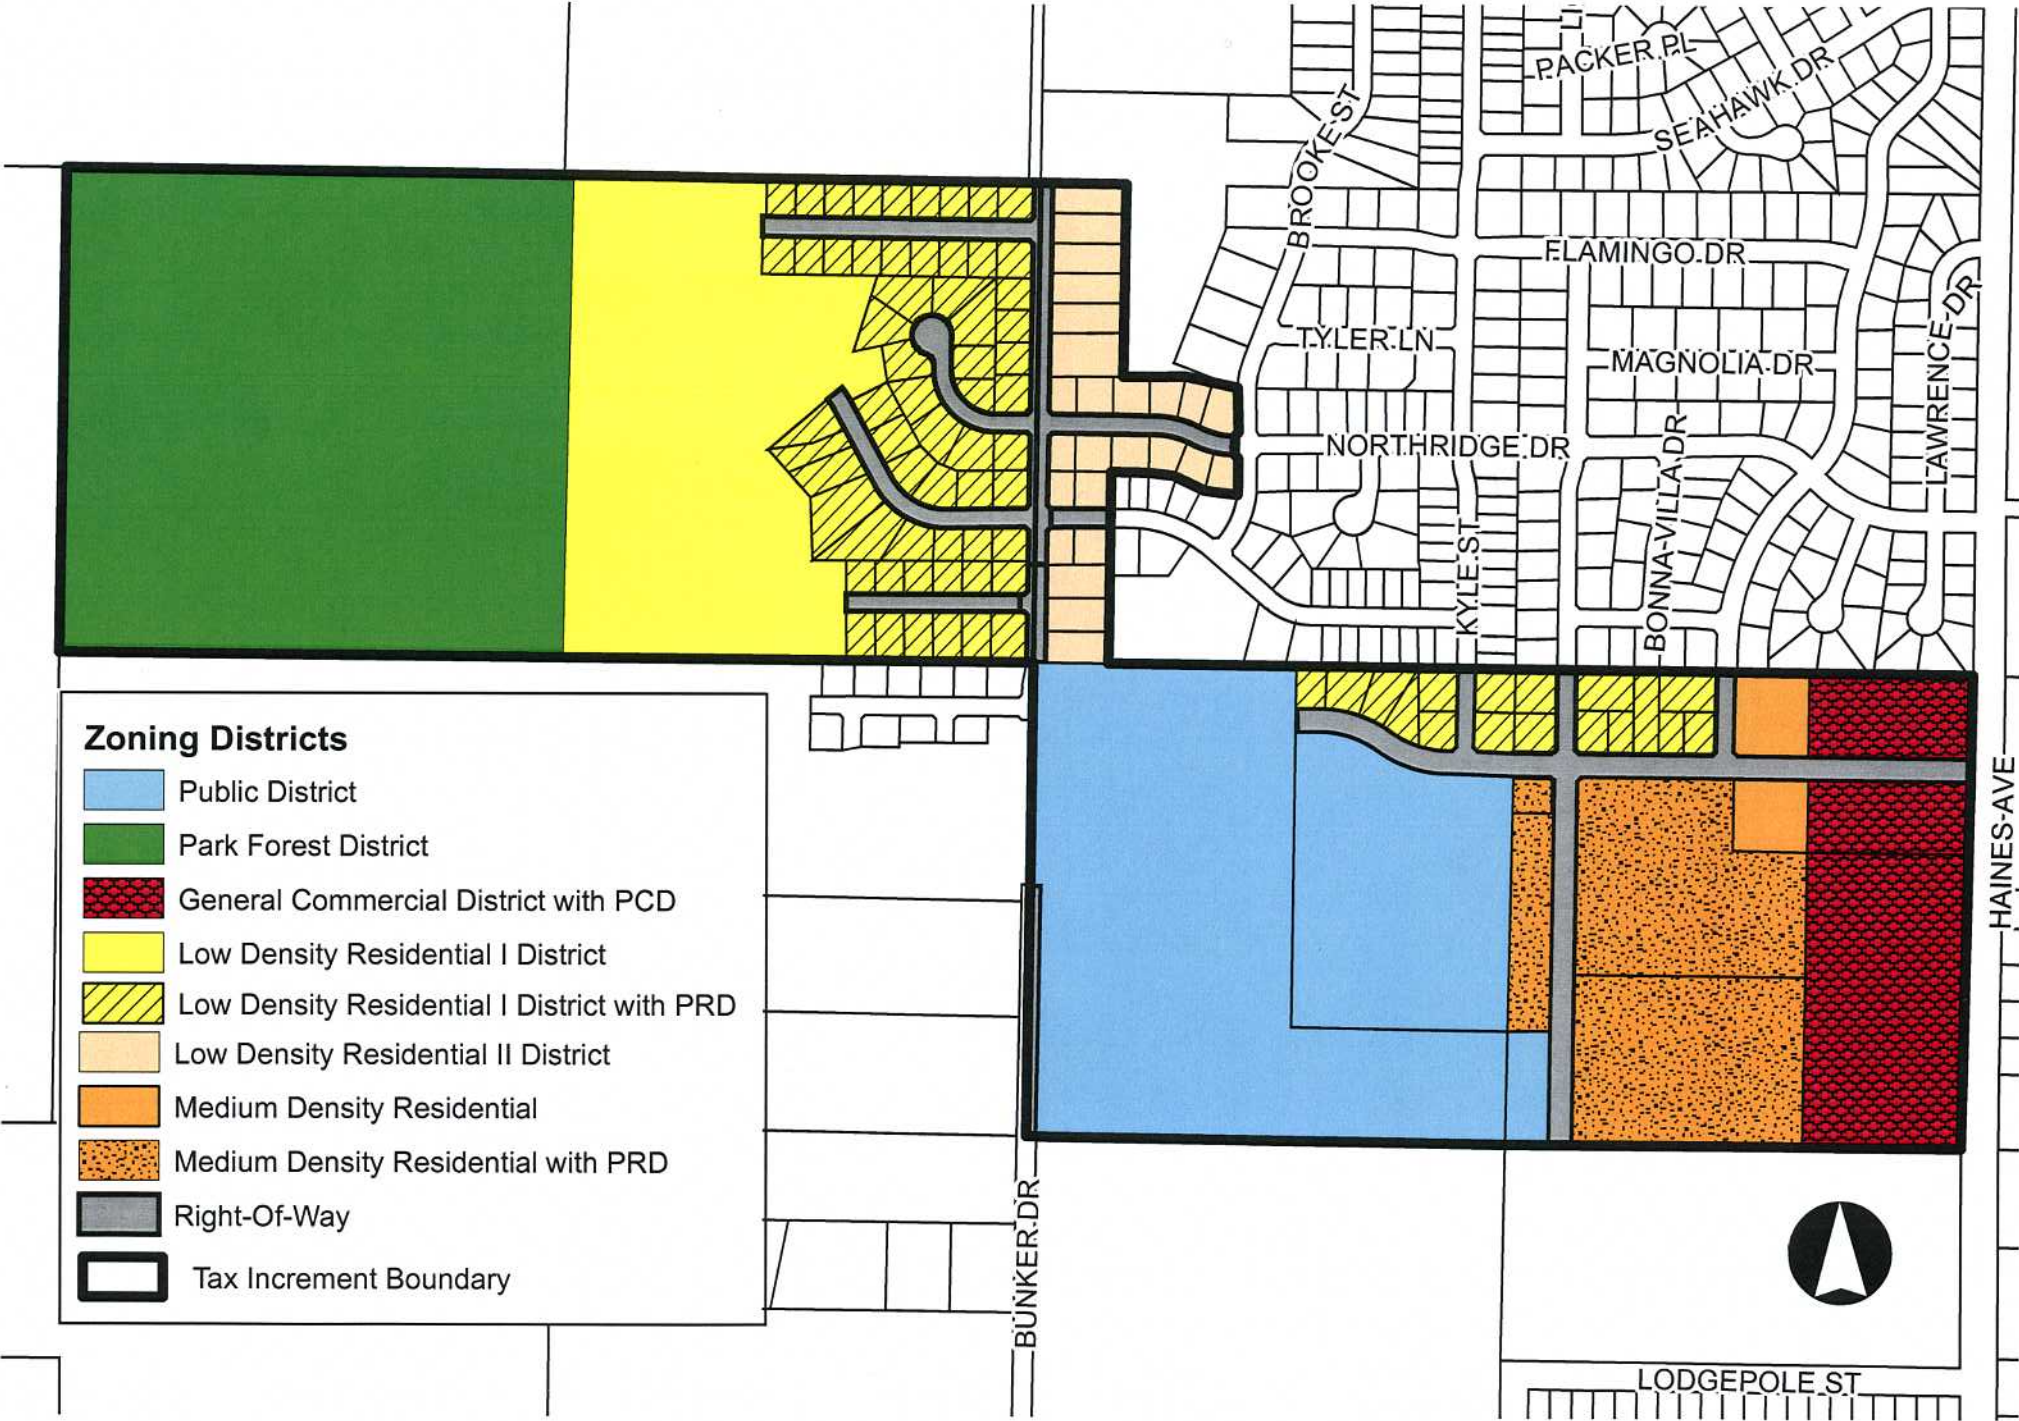 PACKER PL
SEAHAWK DR
BROOKE ST
FLAMINGO DR
LAWRENCE DR
TYLER LN
MAGNOLIA DR
NORTHRIDGE DR
KYLE ST
BONNA VILLA DR
HAINES AVE
Zoning Districts
Public District
Park Forest District
General Commercial District with PCD
Low Density Residential I District
Low Density Residential I District with PRD
Low Density Residential II District
Medium Density Residential
Medium Density Residential with PRD
Right-Of-Way
Tax Increment Boundary
BUNKER DR
LODGEPOLE ST